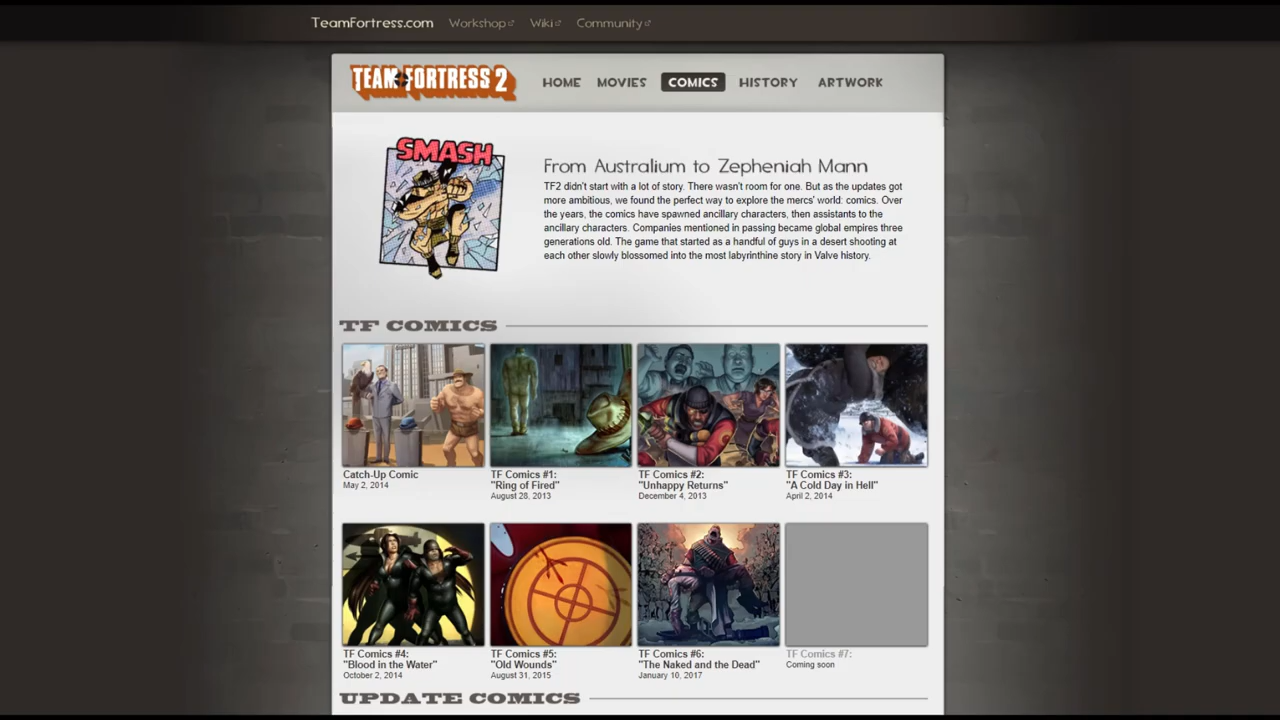 TeamFortress.com Workshop Wiki Community
TEAM FORTRESS 2 HOME MOVIES COMICS HISTORY ARTWORK
SMASH
From Australium to Zepheniah Mann
TF2 didn't start with a lot of story. There wasn't room for one. But as the updates got
more ambitious, we found the perfect way to explore the mercs' world: comics. Over
the years, the comics have spawned ancillary characters, then assistants to the
ancillary characters. Companies mentioned in passing became global empires three
generations old. The game that started as a handful of guys in a desert shooting at
each other slowly blossomed into the most labyrinthine story in Valve history.
TF COMICS
Catch-Up Comic
May 2, 2014
TF Comics #1:
"Ring of Fired"
August 28, 2013
TF Comics #2:
"Unhappy Returns"
December 4, 2013
TF Comics #3:
"A Cold Day in Hell"
April 2, 2014
TF Comics #4:
"Blood in the Water"
October 2, 2014
TF Comics #5:
"Old Wounds"
August 31, 2015
TF Comics #6:
"The Naked and the Dead"
January 10, 2017
TF Comics #7:
Coming soon
UPDATE COMICS